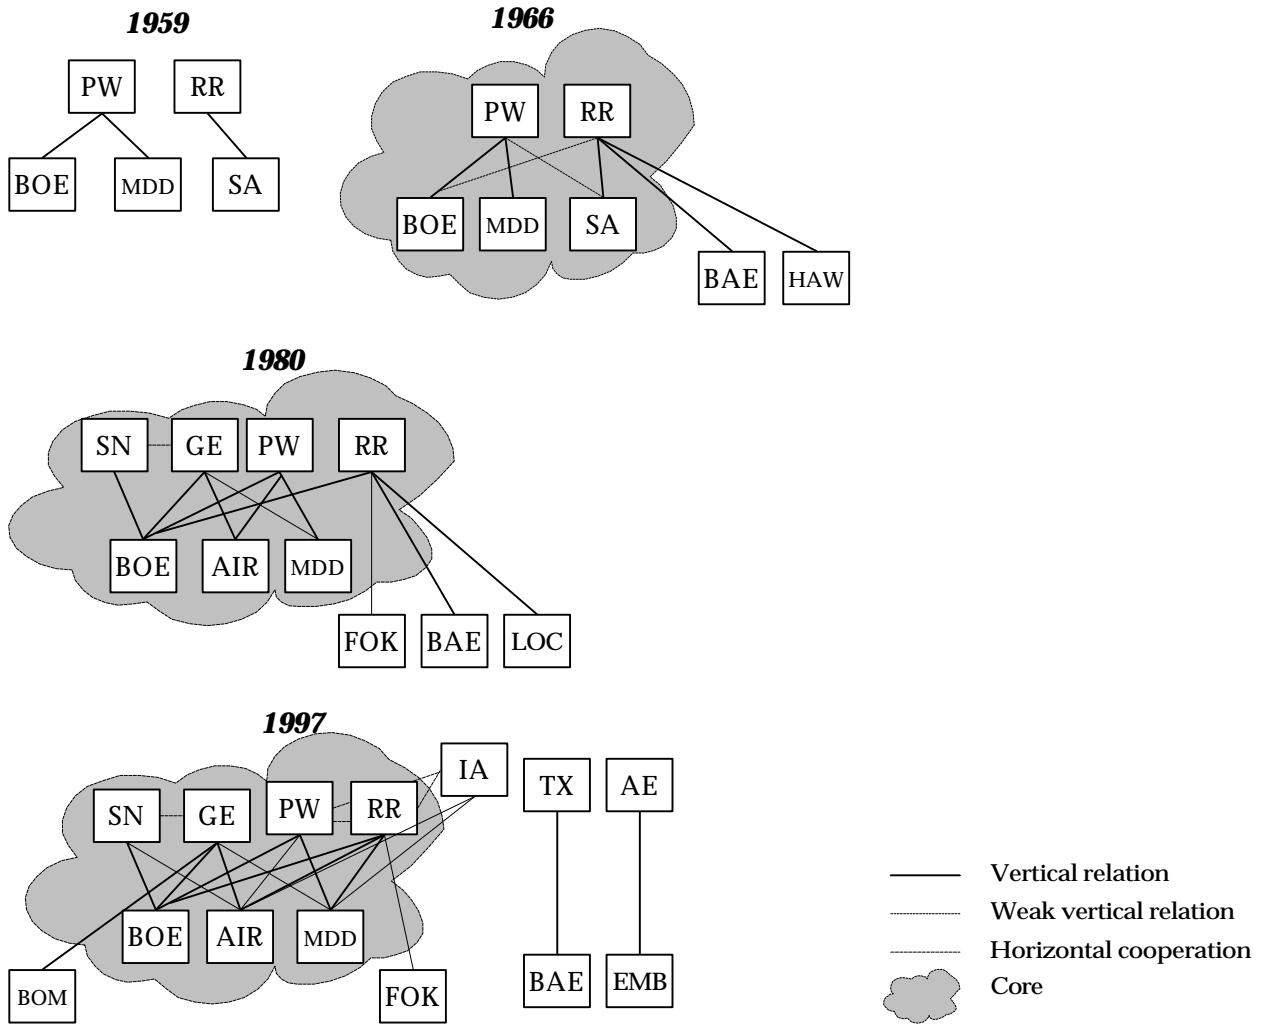 1959
PW RR
BOE MDD SA
1966
PW RR
BOE MDD SA
BAE HAW
1980
SN GE PW RR
BOE AIR MDD
FOK BAE LOC
1997
IA
TX AE
SN GE PW RR
BOE AIR MDD
BOM FOK BAE EMB
Vertical relation
Weak vertical relation
Horizontal cooperation
Core